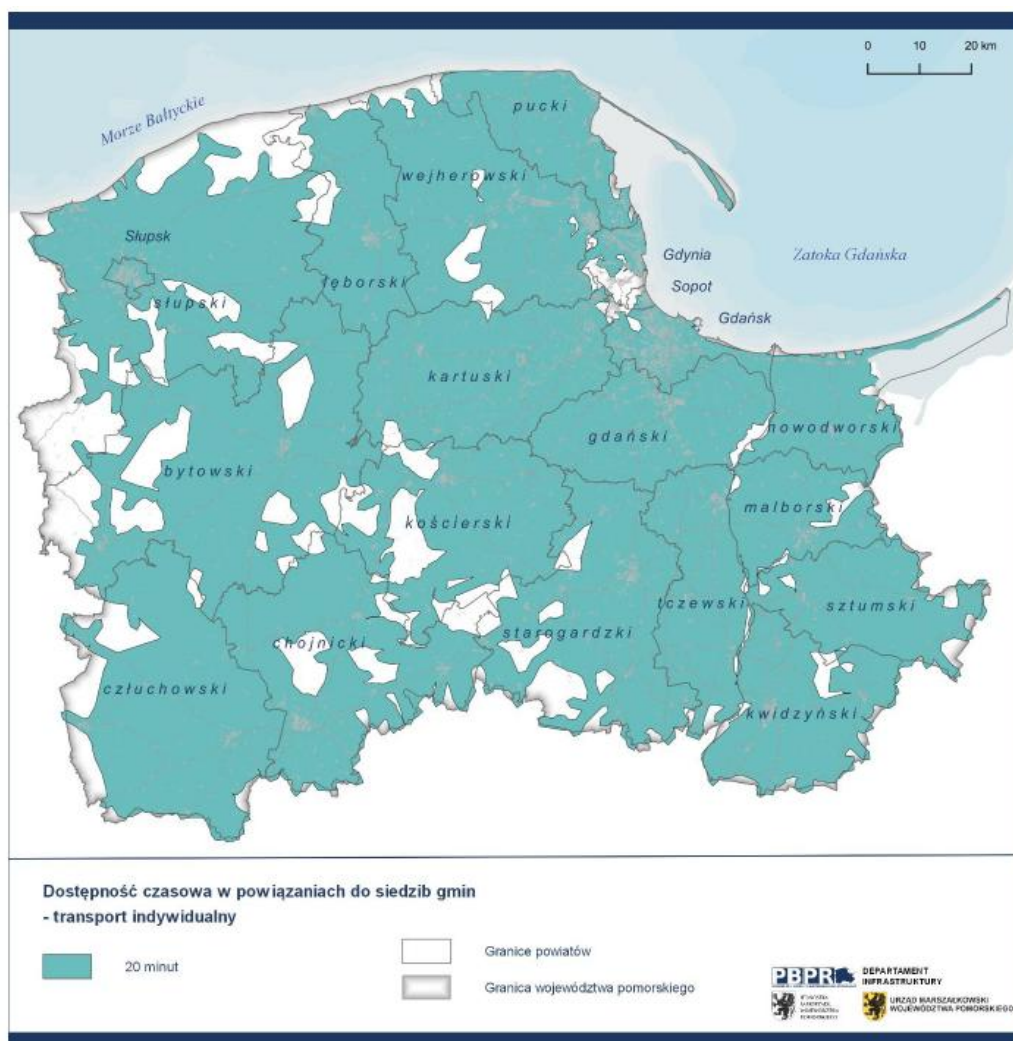 0 10 20 km
Morze Bałtyckie
pucki
wejherowski
Słupsk
Gdynia
Zatoka Gdańska
Sopot
Gdańsk
słupski
lęborski
kartuski
gdański
nowodworski
bytowski
kościerski
malborski
tczewski
sztumski
starogardzki
chojnicki
człuchowski
kwidzyński
Dostępność czasowa w powiązaniach do siedzib gmin
- transport indywidualny
20 minut
Granice powiatów
Granica województwa pomorskiego
PBPR
DEPARTAMENT
INFRASTRUKTURY
URZĄD MARSZAŁKOWSKI
WOJEWÓDZTWA POMORSKIEGO